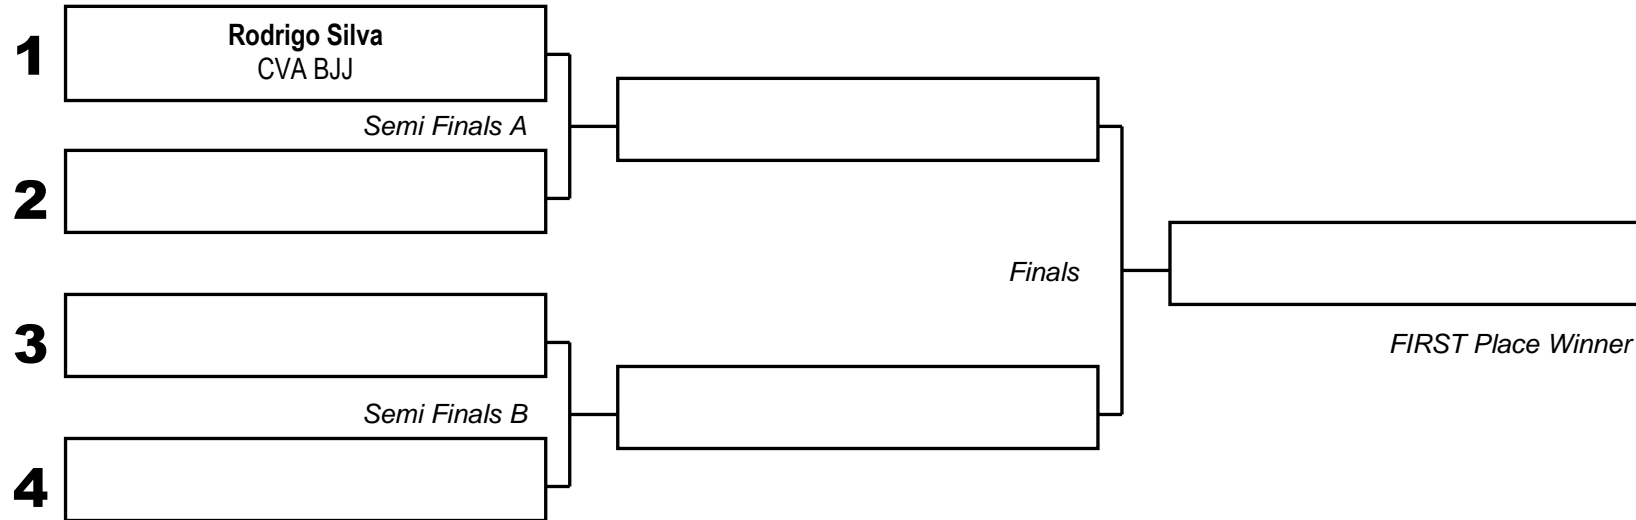 1
Rodrigo Silva
CVA BJJ
Semi Finals A
2
Finals
FIRST Place Winner
3
Semi Finals B
4